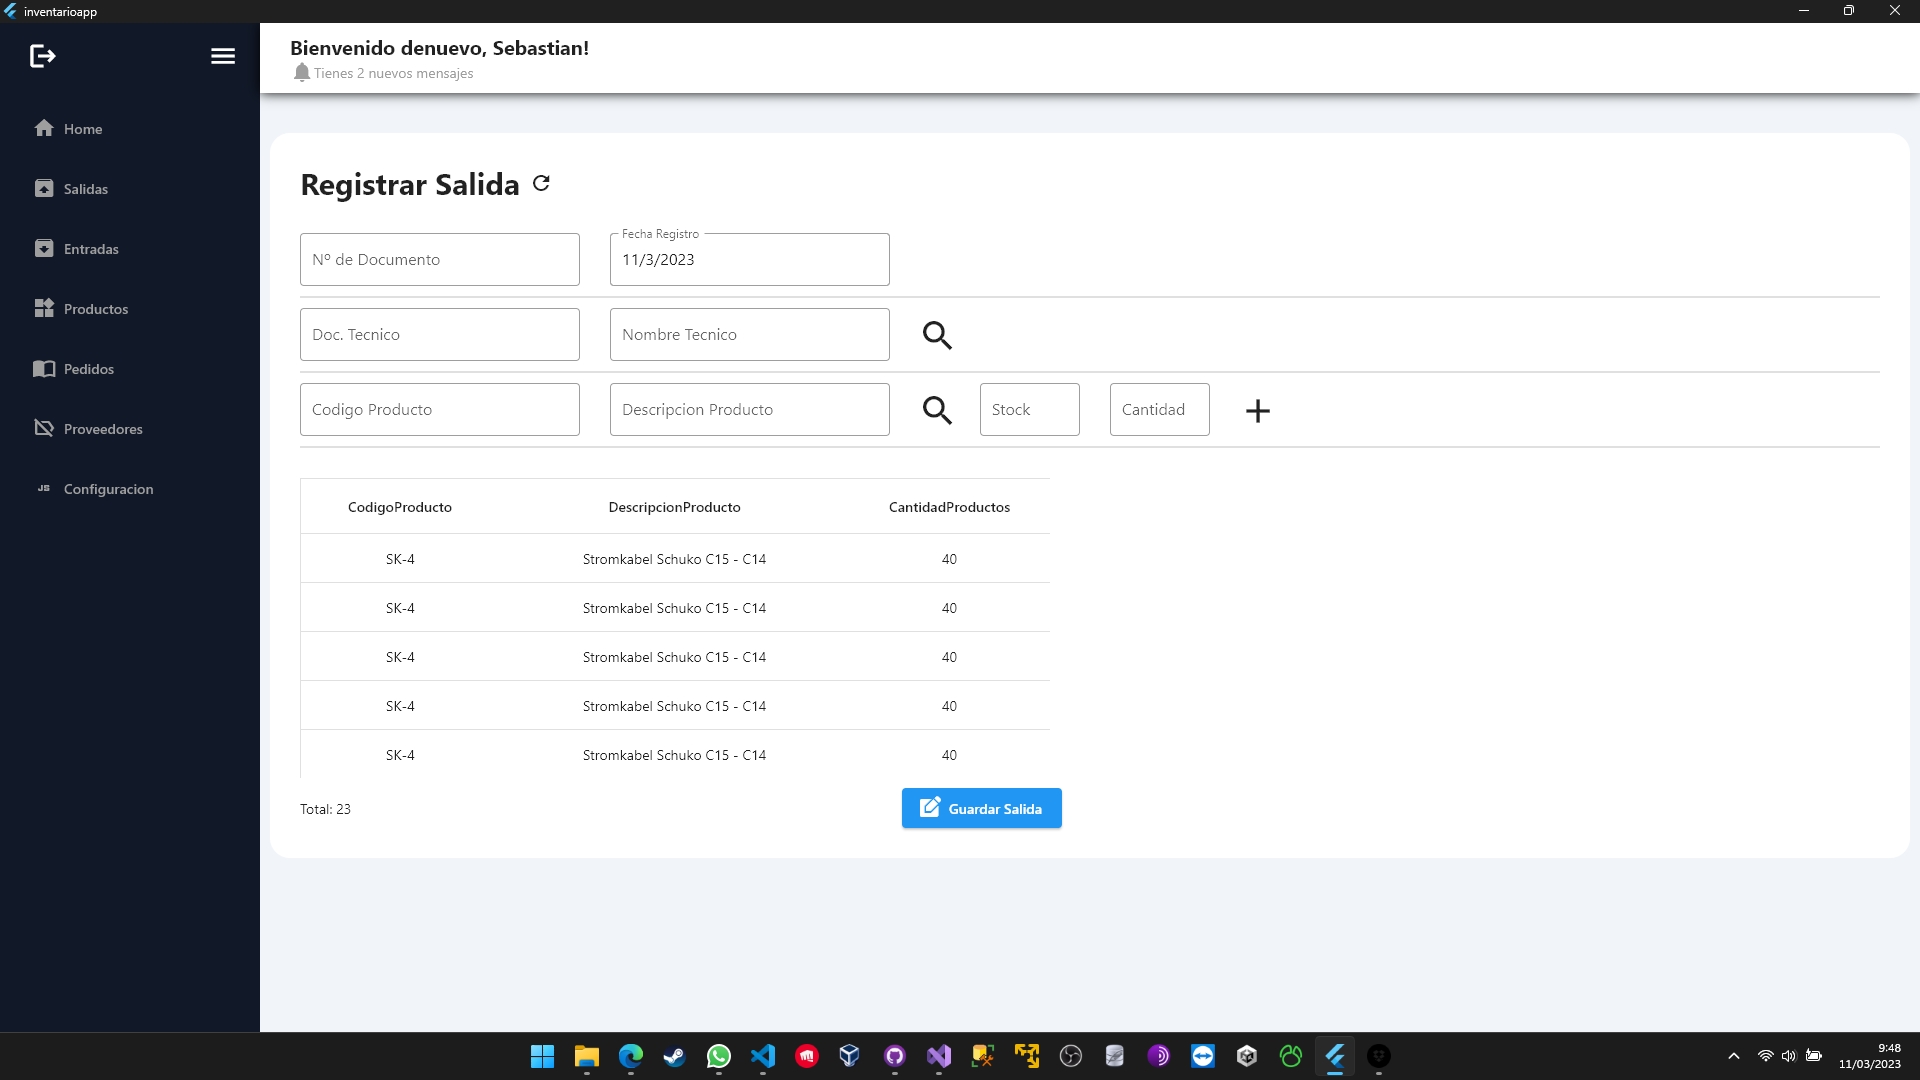 inventarioapp
Bienvenido denuevo, Sebastian!
Tienes 2 nuevos mensajes
Home
Salidas
Entradas
Productos
Pedidos
Proveedores
JS Configuracion
Registrar Salida
Nº de Documento
Fecha Registro
11/3/2023
Doc. Tecnico
Nombre Tecnico
Codigo Producto
Descripcion Producto
Stock
Cantidad
CodigoProducto DescripcionProducto CantidadProductos
SK-4 Stromkabel Schuko C15 - C14 40
SK-4 Stromkabel Schuko C15 - C14 40
SK-4 Stromkabel Schuko C15 - C14 40
SK-4 Stromkabel Schuko C15 - C14 40
SK-4 Stromkabel Schuko C15 - C14 40
Total: 23
Guardar Salida
9:48
11/03/2023